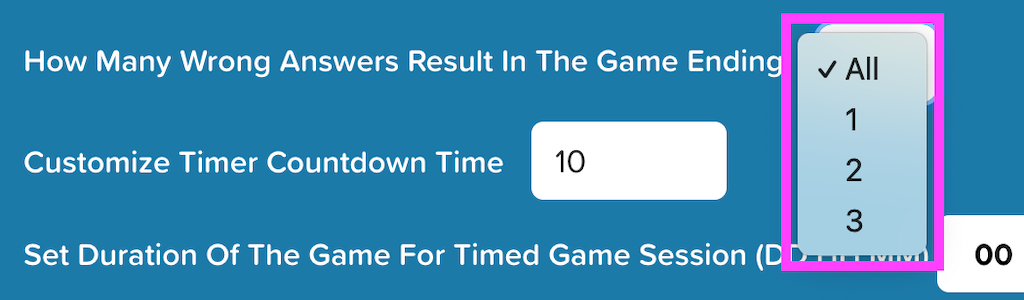 How Many Wrong Answers Result In The Game Ending
✓ All
1
2
3
Customize Timer Countdown Time 10
Set Duration Of The Game For Timed Game Session 00